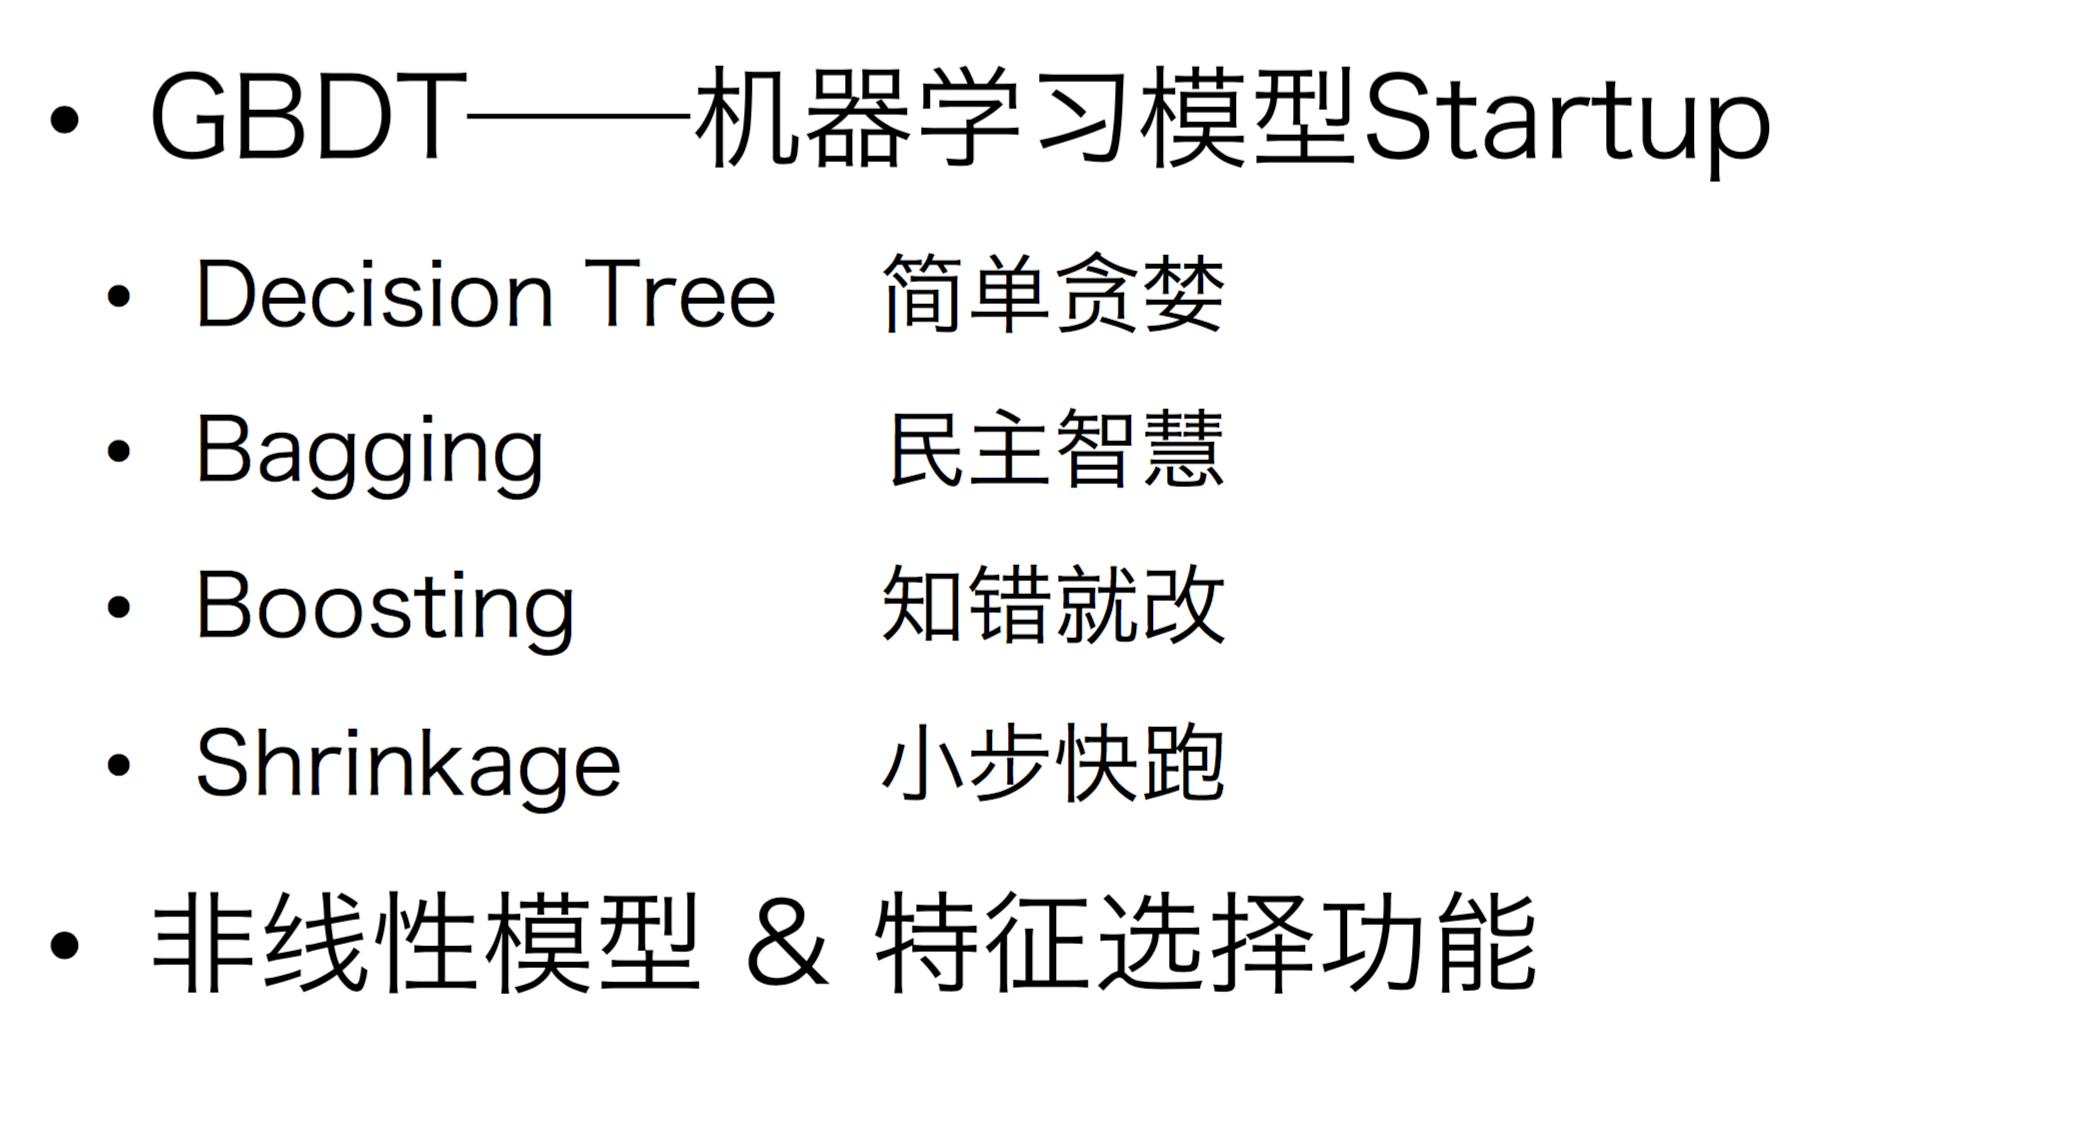 • GBDT——机器学习模型Startup
• Decision Tree 简单贪婪
• Bagging 民主智慧
• Boosting 知错就改
• Shrinkage 小步快跑
• 非线性模型 & 特征选择功能